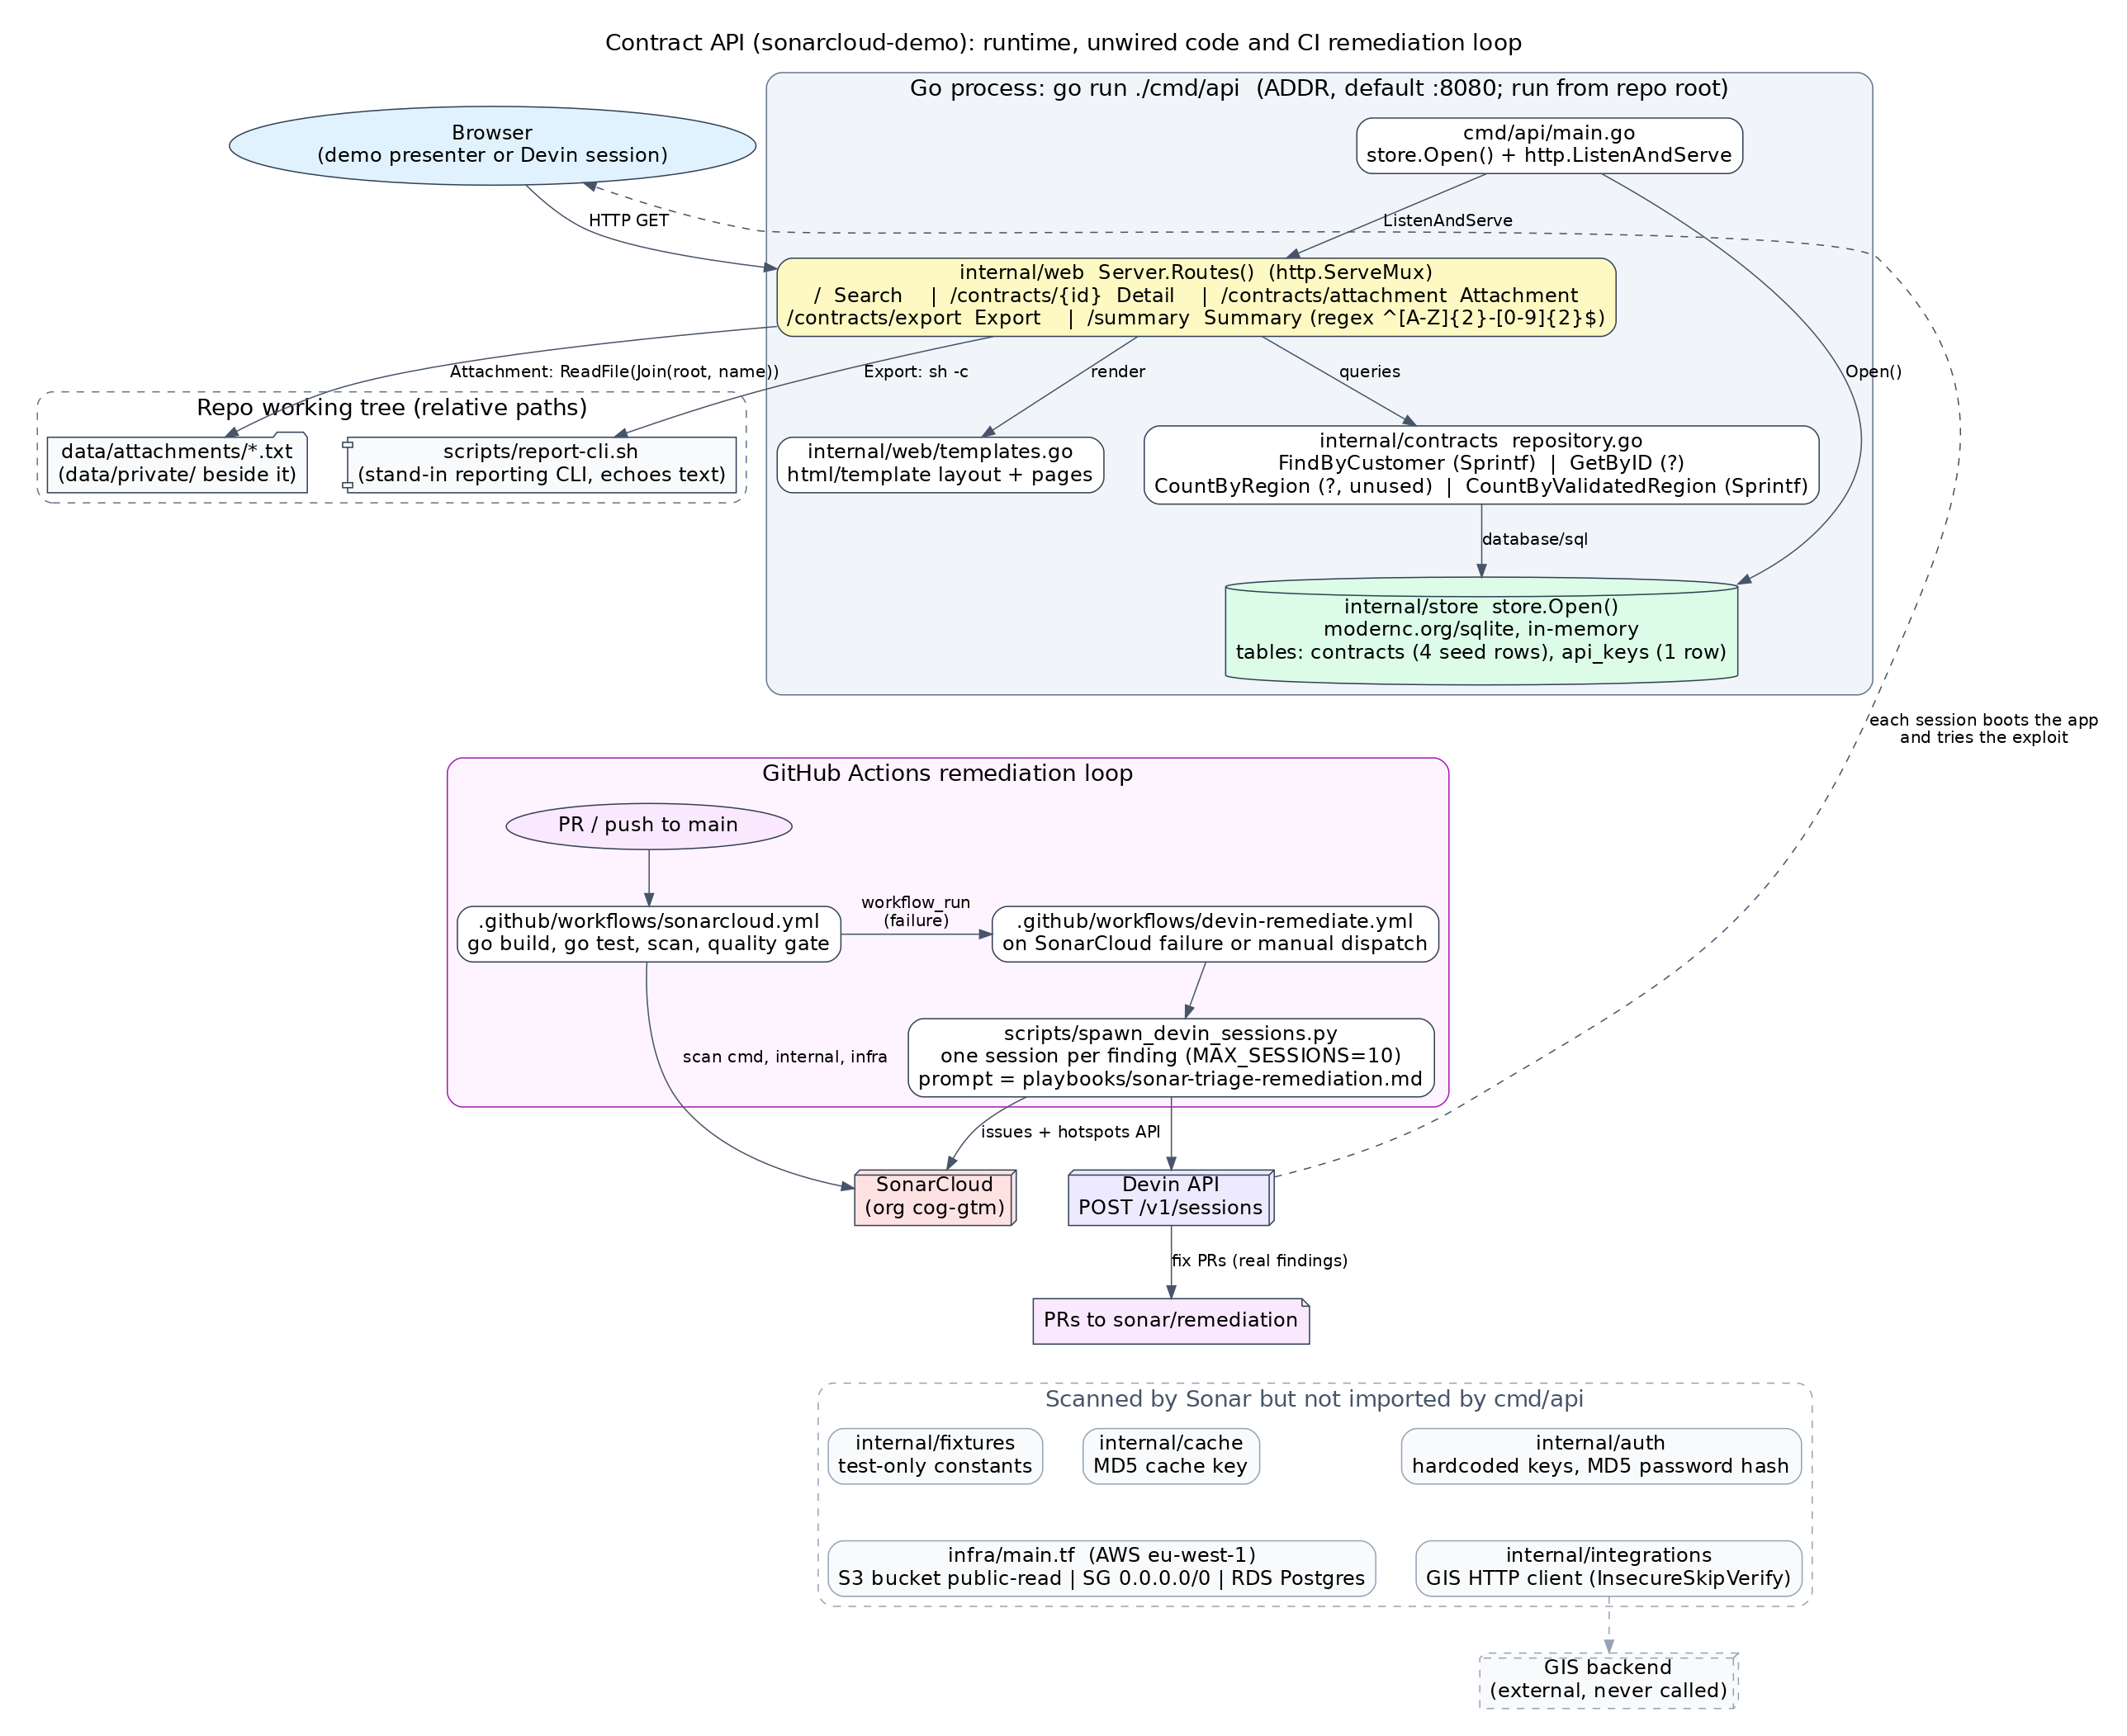 Contract API (sonarcloud-demo): runtime, unwired code and CI remediation loop
Go process: go run ./cmd/api  (ADDR, default :8080; run from repo root)
Browser
(demo presenter or Devin session)
cmd/api/main.go
store.Open() + http.ListenAndServe
HTTP GET
ListenAndServe
internal/web  Server.Routes()  (http.ServeMux)
/  Search    |  /contracts/{id}  Detail    |  /contracts/attachment  Attachment
/contracts/export  Export    |  /summary  Summary (regex ^[A-Z]{2}-[0-9]{2}$)
Attachment: ReadFile(Join(root, name))
Export: sh -c
render
queries
Open()
Repo working tree (relative paths)
data/attachments/*.txt
(data/private/ beside it)
scripts/report-cli.sh
(stand-in reporting CLI, echoes text)
internal/web/templates.go
html/template layout + pages
internal/contracts  repository.go
FindByCustomer (Sprintf)  |  GetByID (?)
CountByRegion (?, unused)  |  CountByValidatedRegion (Sprintf)
database/sql
internal/store  store.Open()
modernc.org/sqlite, in-memory
tables: contracts (4 seed rows), api_keys (1 row)
each session boots the app
and tries the exploit
GitHub Actions remediation loop
PR / push to main
.github/workflows/sonarcloud.yml
go build, go test, scan, quality gate
workflow_run
(failure)
.github/workflows/devin-remediate.yml
on SonarCloud failure or manual dispatch
scan cmd, internal, infra
scripts/spawn_devin_sessions.py
one session per finding (MAX_SESSIONS=10)
prompt = playbooks/sonar-triage-remediation.md
issues + hotspots API
SonarCloud
(org cog-gtm)
Devin API
POST /v1/sessions
fix PRs (real findings)
PRs to sonar/remediation
Scanned by Sonar but not imported by cmd/api
internal/fixtures
test-only constants
internal/cache
MD5 cache key
internal/auth
hardcoded keys, MD5 password hash
infra/main.tf  (AWS eu-west-1)
S3 bucket public-read | SG 0.0.0.0/0 | RDS Postgres
internal/integrations
GIS HTTP client (InsecureSkipVerify)
GIS backend
(external, never called)